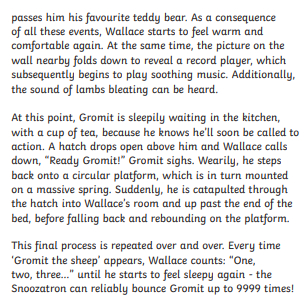 passes him his favourite teddy bear. As a consequence
of all these events, Wallace starts to feel warm and
comfortable again. At the same time, the picture on the
wall nearby folds down to reveal a record player, which
subsequently begins to play soothing music. Additionally,
the sound of lambs bleating can be heard.
At this point, Gromit is sleepily waiting in the kitchen,
with a cup of tea, because he knows he'll soon be called to
action. A hatch drops open above him and Wallace calls
down, “Ready Gromit!” Gromit sighs. Wearily, he steps
back onto a circular platform, which is in turn mounted
on a massive spring. Suddenly, he is catapulted through
the hatch into Wallace's room and up past the end of the
bed, before falling back and rebounding on the platform.
This final process is repeated over and over. Every time
‘Gromit the sheep’ appears, Wallace counts: “One,
two, three...” until he starts to feel sleepy again - the
Snoozatron can reliably bounce Gromit up to 9999 times!